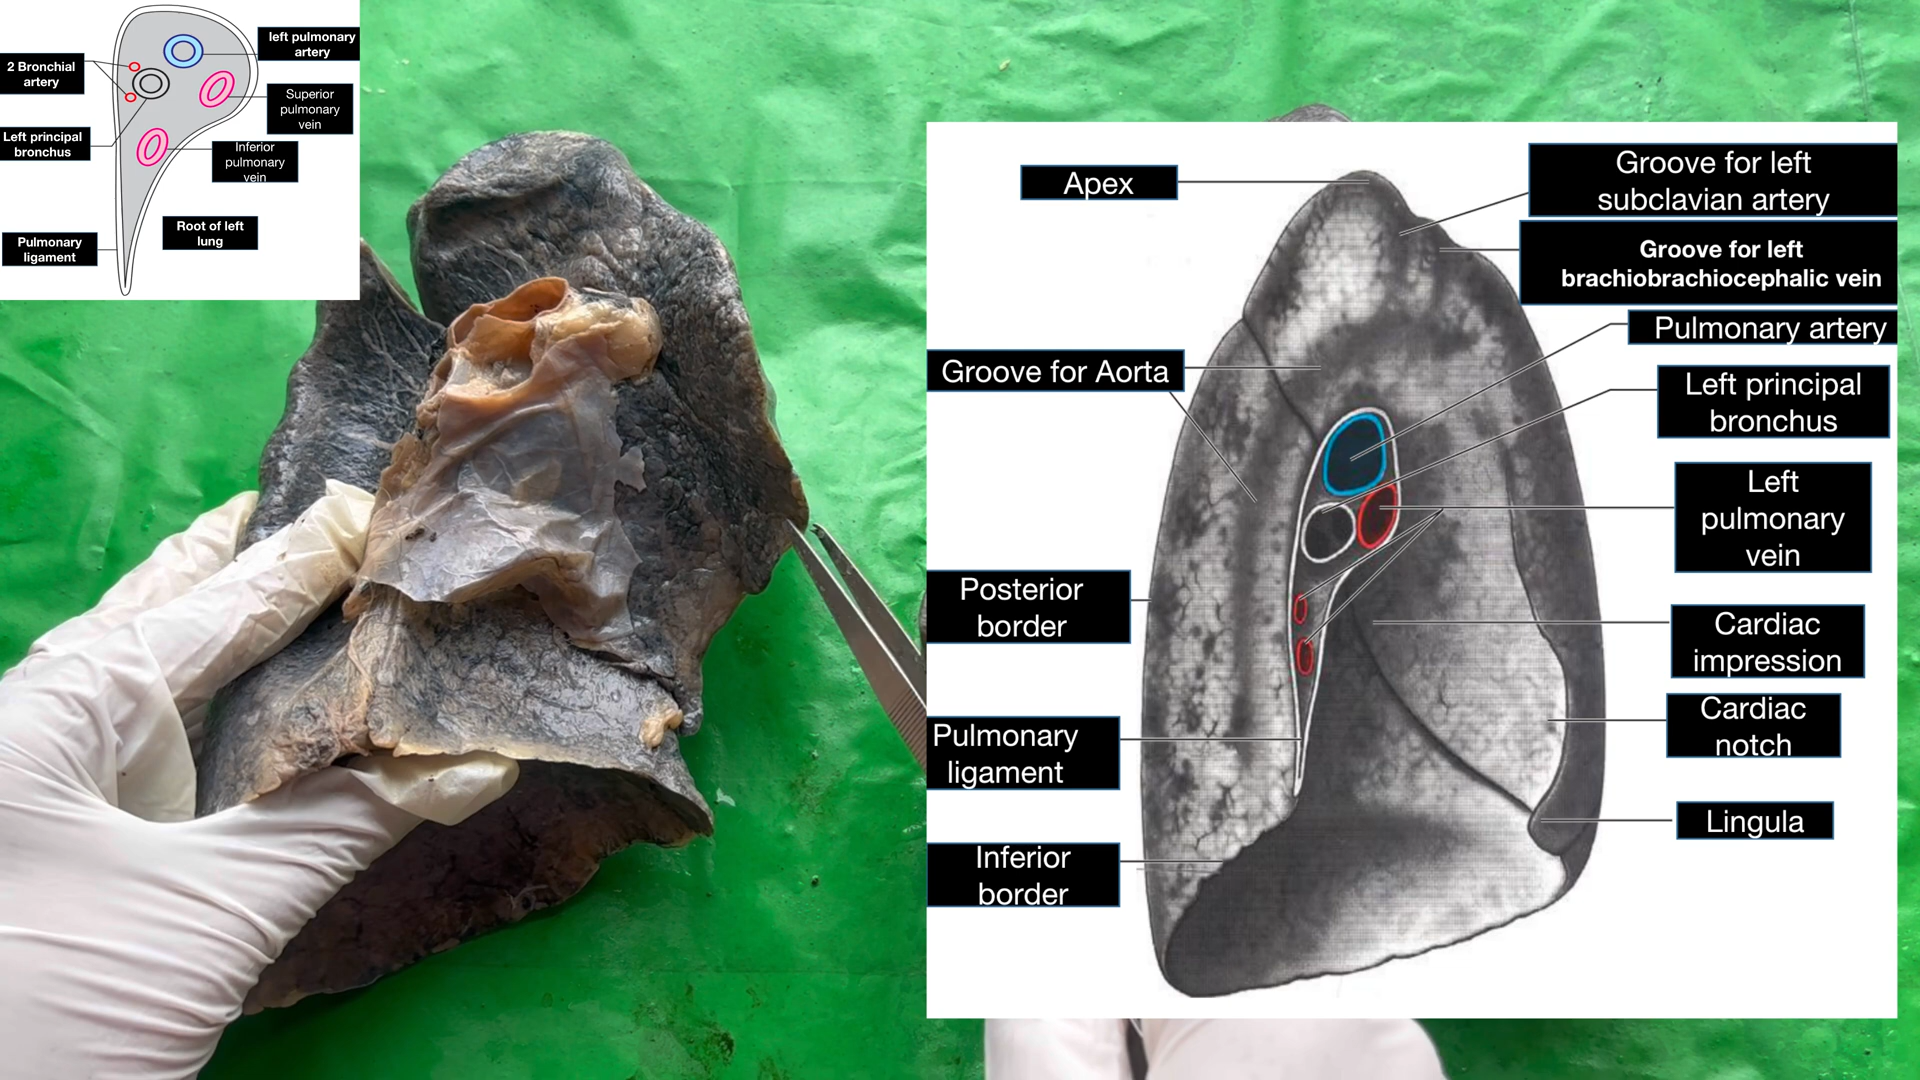 left pulmonary
artery
2 Bronchial
artery
Superior
pulmonary
vein
Left principal
bronchus
Inferior
pulmonary
vein
Root of left
lung
Pulmonary
ligament
Apex
Groove for left
subclavian artery
Groove for left
brachiobrachiocephalic vein
Pulmonary artery
Groove for Aorta
Left principal
bronchus
Left
pulmonary
vein
Posterior
border
Cardiac
impression
Cardiac
notch
Pulmonary
ligament
Lingula
Inferior
border